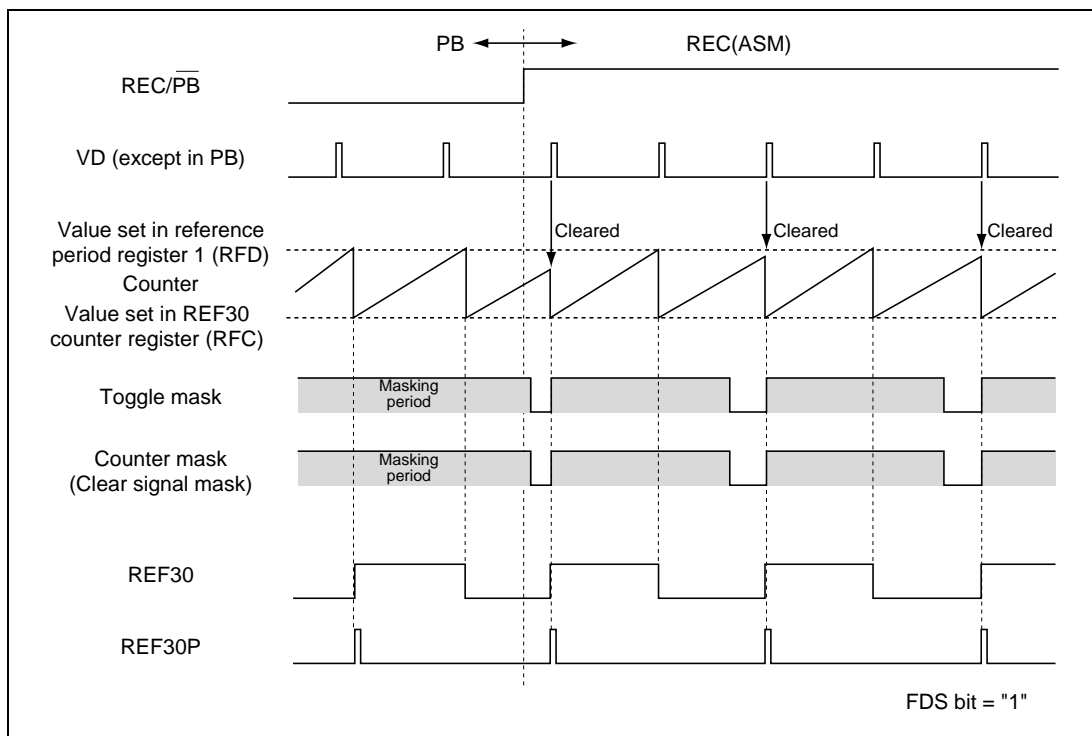 PB
REC(ASM)
REC/P̅B̅
VD (except in PB)
Value set in reference
period register 1 (RFD)
Cleared
Cleared
Cleared
Counter
Value set in REF30
counter register (RFC)
Toggle mask
Masking
period
Counter mask
(Clear signal mask)
Masking
period
REF30
REF30P
FDS bit = "1"